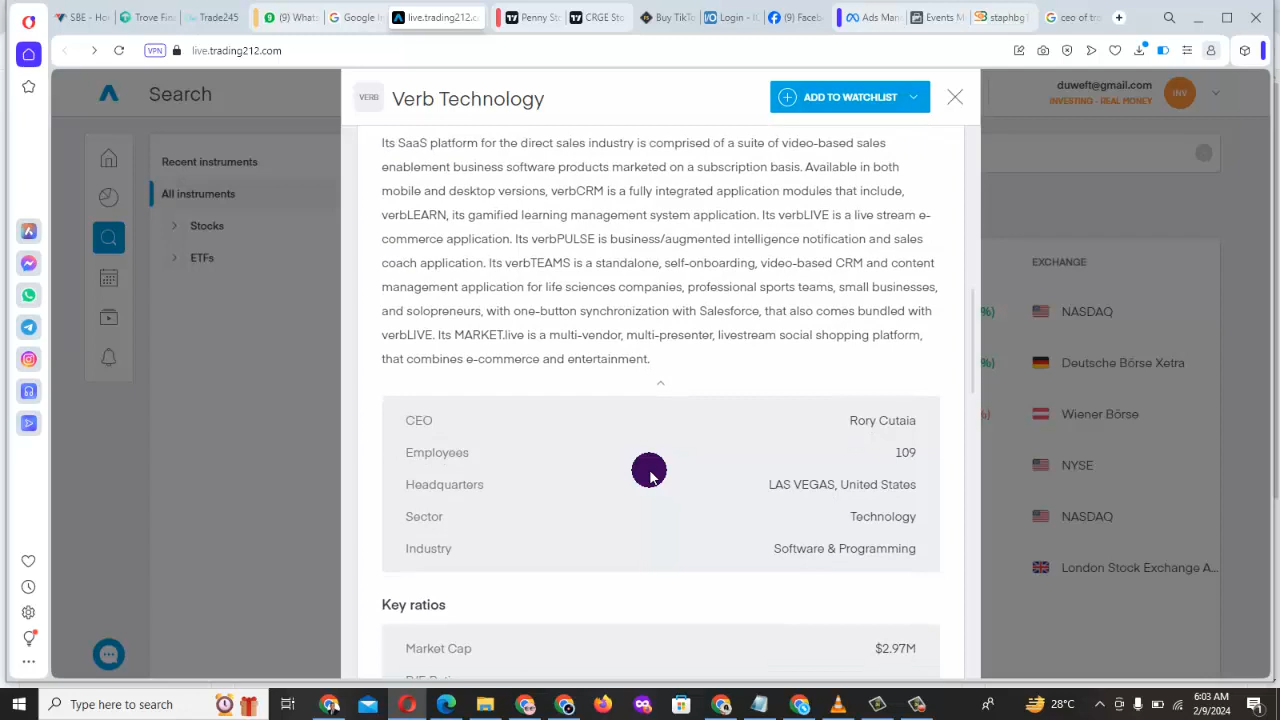 SBE - Ho
Trove Fin
Trade245
9) Whats
Google I
live.trading212.c
Penny St
CRGE Sto
Buy TikTo
Login - IC
(9) Faceb
Ads Man
Events M
staphbg1
ceo of tro
VPN
live.trading212.com
Search
VERB
Verb Technology
ADD TO WATCHLIST
duweft@gmail.com
INVESTING - REAL MONEY
INV
Recent instruments
All instruments
Stocks
ETFs
Its SaaS platform for the direct sales industry is comprised of a suite of video-based sales
enablement business software products marketed on a subscription basis. Available in both
mobile and desktop versions, verbCRM is a fully integrated application modules that include,
verbLEARN, its gamified learning management system application. Its verbLIVE is a live stream e-
commerce application. Its verbPULSE is business/augmented intelligence notification and sales
coach application. Its verbTEAMS is a standalone, self-onboarding, video-based CRM and content
management application for life sciences companies, professional sports teams, small businesses,
and solopreneurs, with one-button synchronization with Salesforce, that also comes bundled with
verbLIVE. Its MARKET.live is a multi-vendor, multi-presenter, livestream social shopping platform,
that combines e-commerce and entertainment.
CEO Rory Cutaia
Employees 109
Headquarters LAS VEGAS, United States
Sector Technology
Industry Software & Programming
Key ratios
Market Cap $2.97M
EXCHANGE
%) NASDAQ
%) Deutsche Börse Xetra
%) Wiener Börse
NYSE
NASDAQ
London Stock Exchange A...
Type here to search
28°C
6:03 AM
2/9/2024